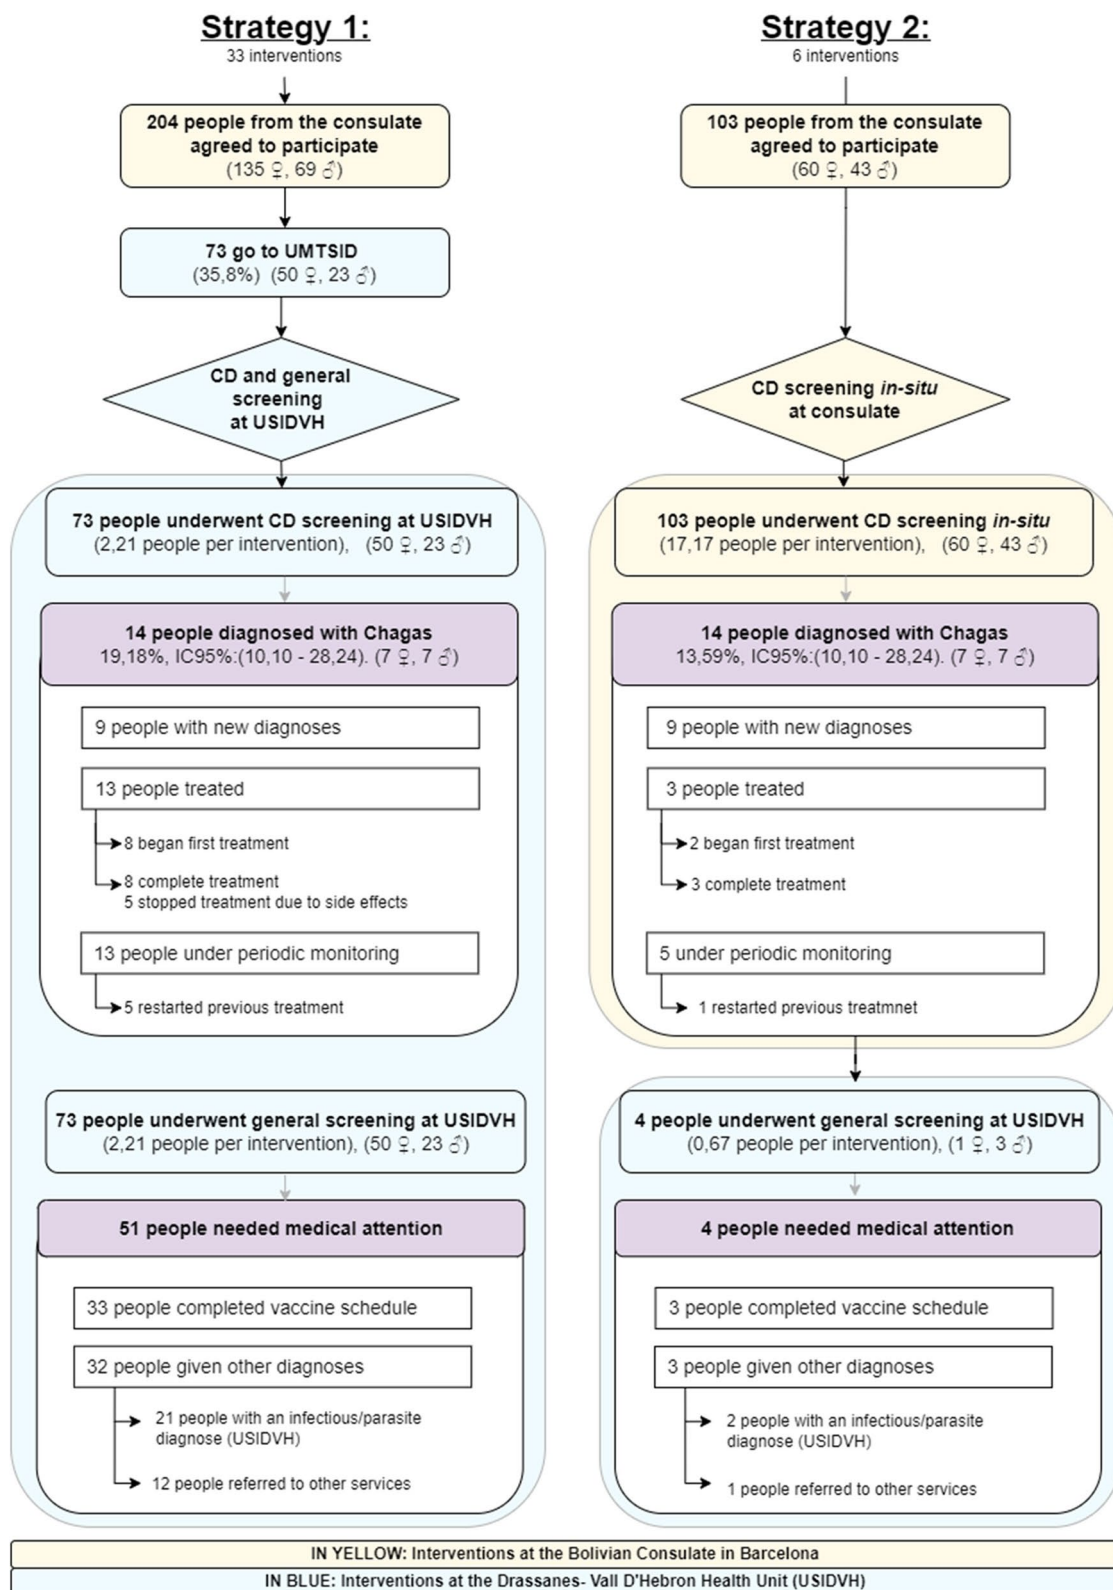 Strategy 1:
33 interventions
204 people from the consulate
agreed to participate
(135 ♀, 69 ♂)
73 go to UMTSID
(35,8%) (50 ♀, 23 ♂)
CD and general
screening
at USIDVH
73 people underwent CD screening at USIDVH
(2,21 people per intervention), (50 ♀, 23 ♂)
14 people diagnosed with Chagas
19,18%, IC95%:(10,10 - 28,24). (7 ♀, 7 ♂)
9 people with new diagnoses
13 people treated
8 began first treatment
8 complete treatment
5 stopped treatment due to side effects
13 people under periodic monitoring
5 restarted previous treatment
73 people underwent general screening at USIDVH
(2,21 people per intervention), (50 ♀, 23 ♂)
51 people needed medical attention
33 people completed vaccine schedule
32 people given other diagnoses
21 people with an infectious/parasite
diagnose (USIDVH)
12 people referred to other services
Strategy 2:
6 interventions
103 people from the consulate
agreed to participate
(60 ♀, 43 ♂)
CD screening in-situ
at consulate
103 people underwent CD screening in-situ
(17,17 people per intervention), (60 ♀, 43 ♂)
14 people diagnosed with Chagas
13,59%, IC95%:(10,10 - 28,24). (7 ♀, 7 ♂)
9 people with new diagnoses
3 people treated
2 began first treatment
3 complete treatment
5 under periodic monitoring
1 restarted previous treatmnet
4 people underwent general screening at USIDVH
(0,67 people per intervention), (1 ♀, 3 ♂)
4 people needed medical attention
3 people completed vaccine schedule
3 people given other diagnoses
2 people with an infectious/parasite
diagnose (USIDVH)
1 people referred to other services
IN YELLOW: Interventions at the Bolivian Consulate in Barcelona
IN BLUE: Interventions at the Drassanes- Vall D'Hebron Health Unit (USIDVH)